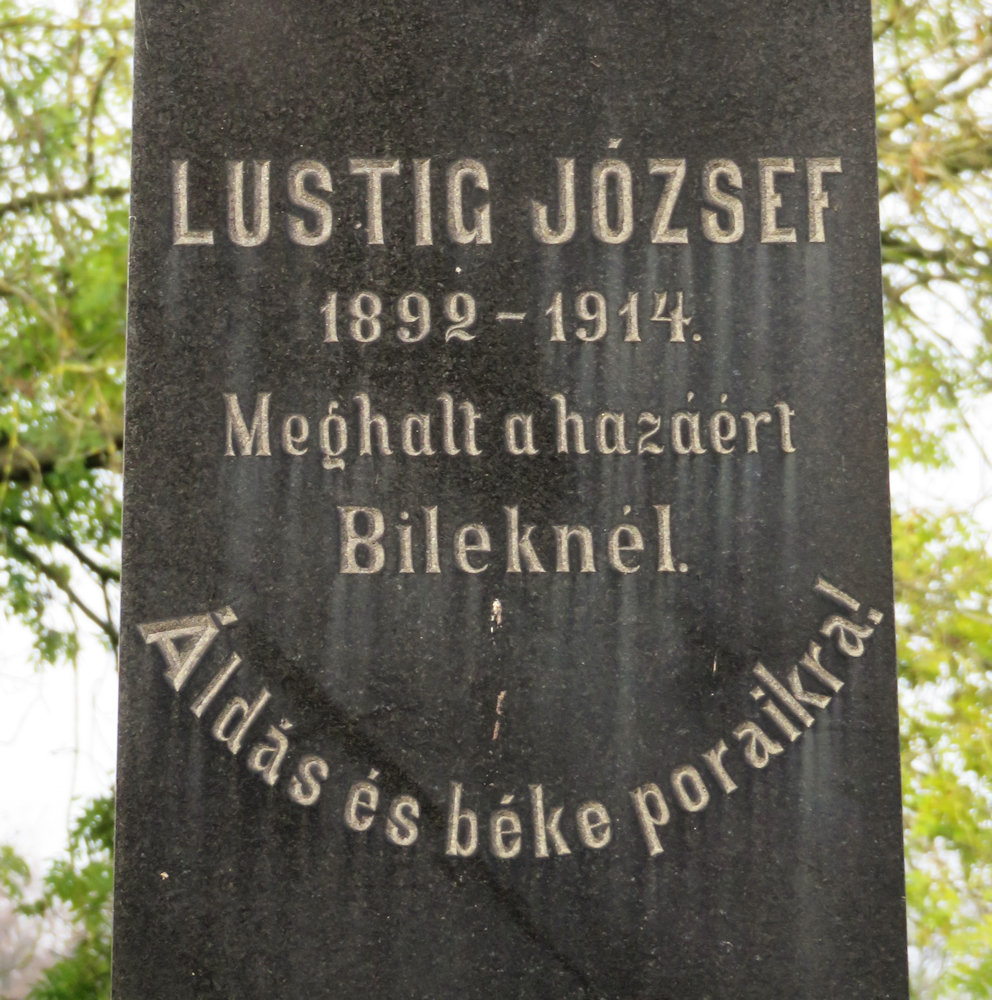 LUSTIG JÓZSEF
1892-1914.
Meghalt a hazáért
Bileknél.
Áldás és béke poraikra!